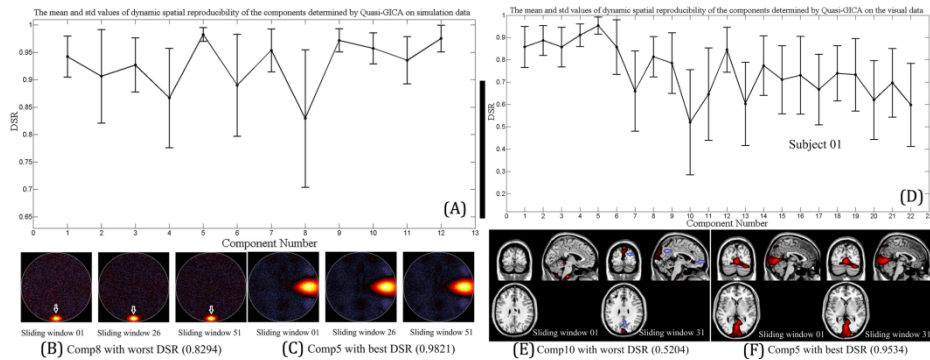 The mean and std values of dynamic spatial reproducibility of the components determined by Quasi-GICA on simulation data
1
0.95
0.9
0.85
0.8
0.75
0.7
0.65
DSR
(A)
0 1 2 3 4 5 6 7 8 9 10 11 12 13
Component Number
Sliding window 01 Sliding window 26 Sliding window 51 Sliding window 01 Sliding window 26 Sliding window 51
(B) Comp8 with worst DSR (0.8294) (C) Comp5 with best DSR (0.9821)
The mean and std values of dynamic spatial reproducibility of the components determined by Quasi-GICA on the visual data
1
0.9
0.8
0.7
0.6
0.5
0.4
0.3
0.2
DSR
Subject 01
(D)
0 1 2 3 4 5 6 7 8 9 10 11 12 13 14 15 16 17 18 19 20 21 22 23
Component Number
Sliding window 01 Sliding window 31 Sliding window 01 Sliding window 31
(E) Comp10 with worst DSR (0.5204) (F) Comp5 with best DSR (0.9534)